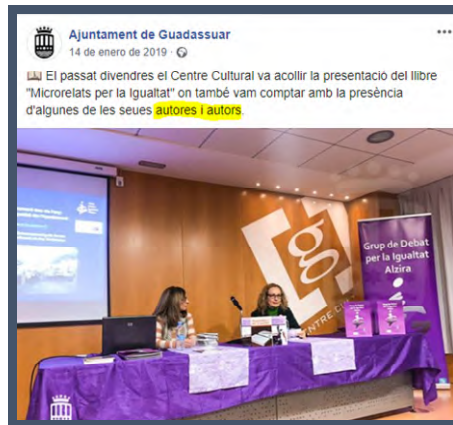 Ajuntament de Guadassuar
14 de enero de 2019 ·
El passat divendres el Centre Cultural va acollir la presentació del llibre
"Microrelats per la Igualtat" on també vam comptar amb la presència
d'algunes de les seues autores i autors.
Grup de Debat
per la Igualtat
Alzira
CENTRE CU